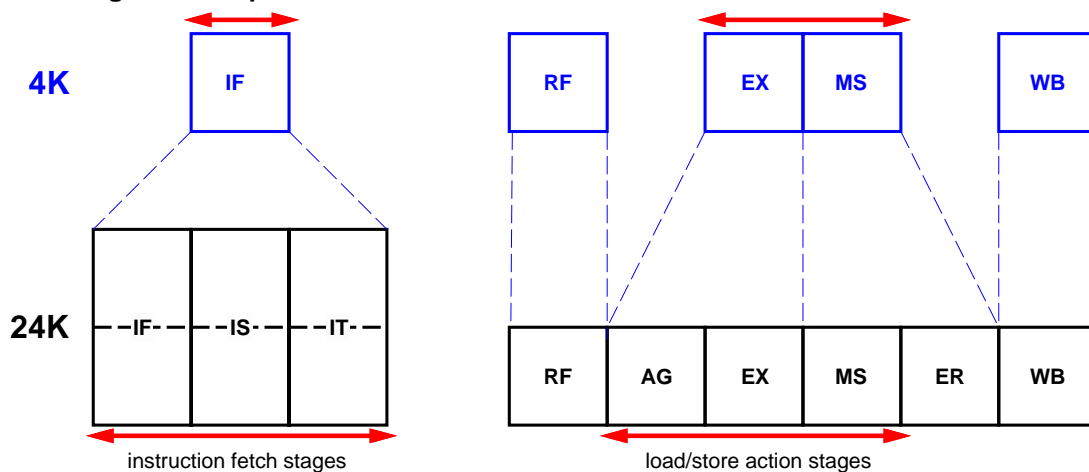 4K
IF
RF
EX
MS
WB
24K
IF
IS
IT
RF
AG
EX
MS
ER
WB
instruction fetch stages
load/store action stages